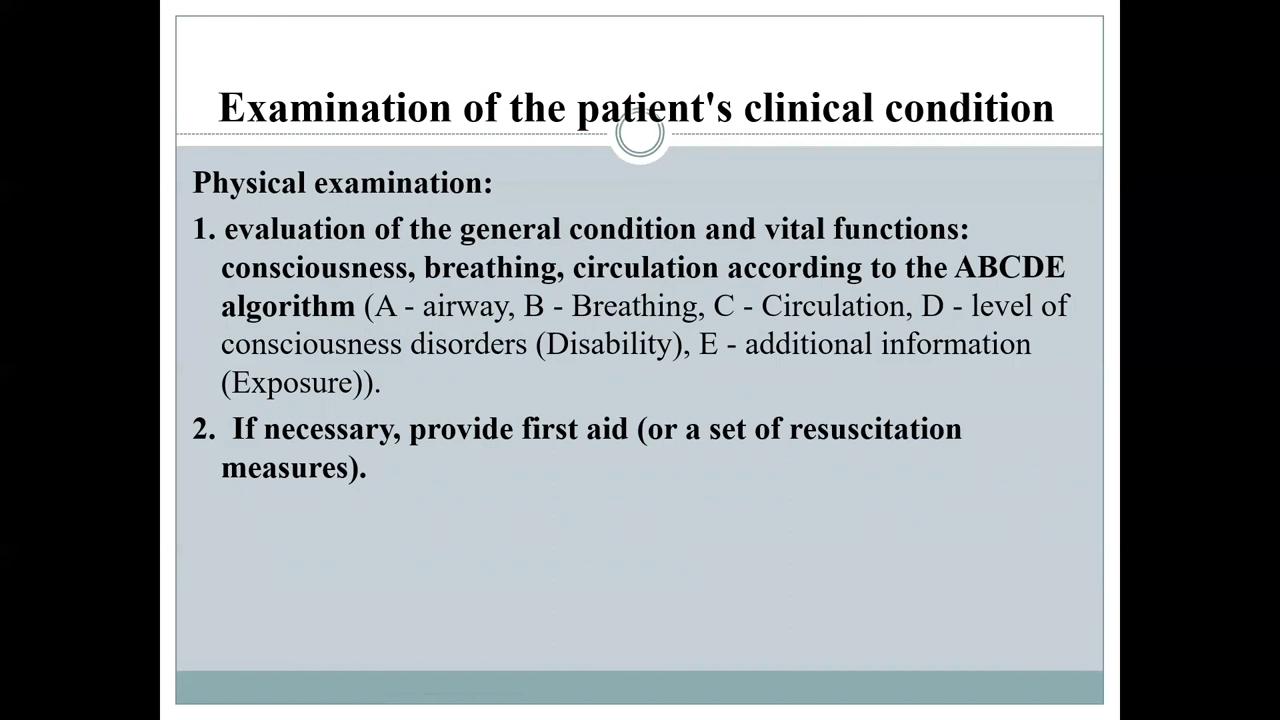 Examination of the patient's clinical condition
Physical examination:
1. evaluation of the general condition and vital functions:
consciousness, breathing, circulation according to the ABCDE
algorithm (A - airway, B - Breathing, C - Circulation, D - level of
consciousness disorders (Disability), E - additional information
(Exposure)).
2. If necessary, provide first aid (or a set of resuscitation
measures).